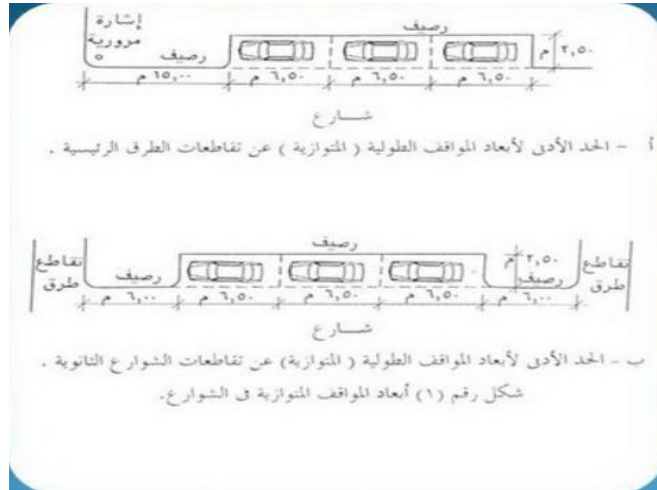 إشارة
مرورية
رصيف
رصيف
٢,٥٠ م
١٥,٠٠ م
٦,٥٠ م
٦,٥٠ م
٦,٥٠ م
شـــارع
أ - الحد الأدنى لأبعاد المواقف الطولية ( المتوازية ) عن تقاطعات الطرق الرئيسية .
رصيف
تقاطع
طرق
رصيف
٢,٥٠ م
رصيف
تقاطع
طرق
٦,٠٠ م
٦,٥٠ م
٦,٥٠ م
٦,٥٠ م
٦,٠٠ م
شـــارع
ب - الحد الأدنى لأبعاد المواقف الطولية ( المتوازية) عن تقاطعات الشوارع الثانوية .
شكل رقم (١) أبعاد المواقف المتوازية فى الشوارع.